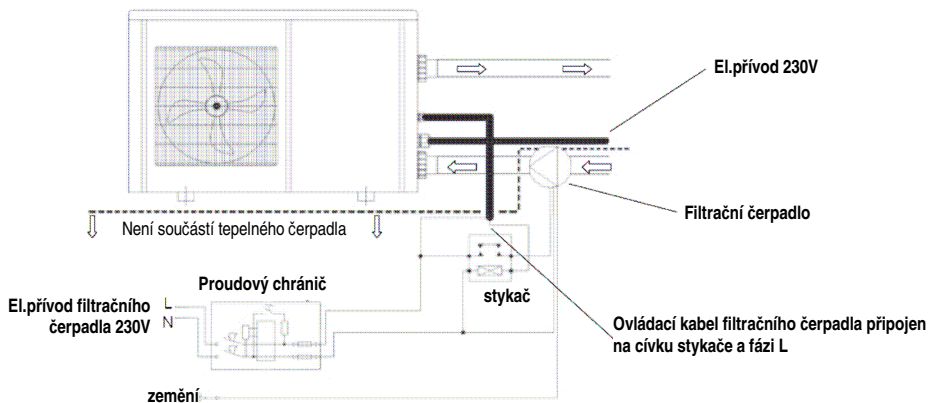 El.přívod 230V
Filtrační čerpadlo
Není součástí tepelného čerpadla
Proudový chránič
stykač
El.přívod filtračního
čerpadla 230V
L
N
Ovládací kabel filtračního čerpadla připojen
na cívku stykače a fázi L
zemění